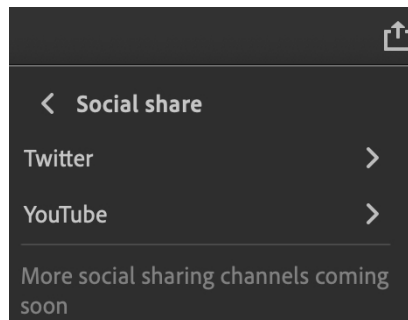 Social share
Twitter
YouTube
More social sharing channels coming
soon